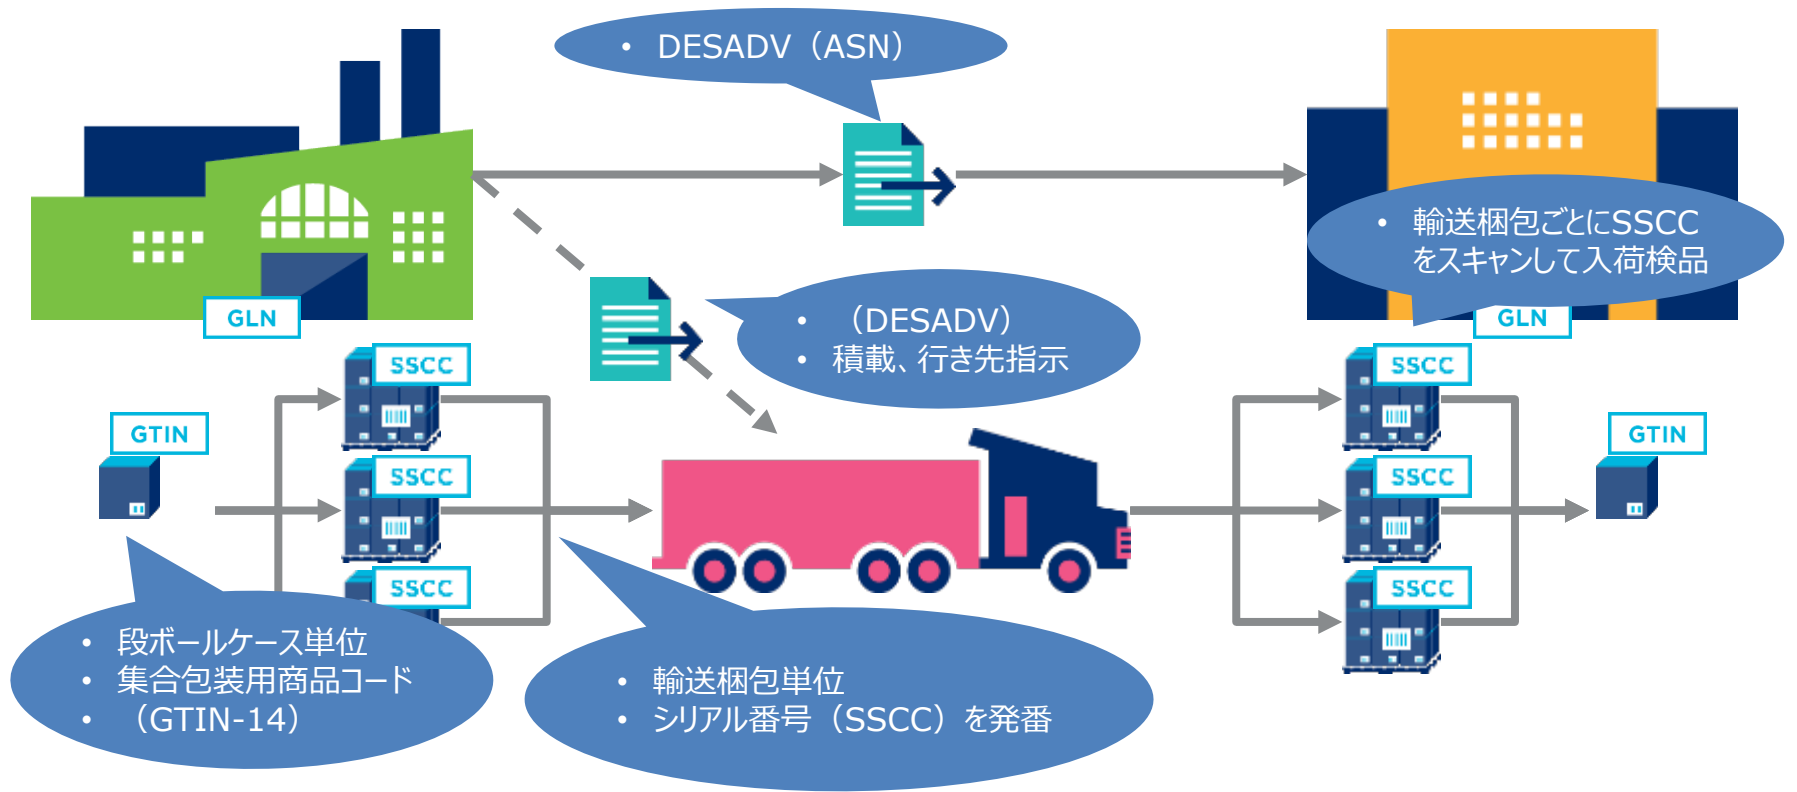 • DESADV（ASN）
• 輸送梱包ごとにSSCC
をスキャンして入荷検品
GLN
GLN
• （DESADV）
• 積載、行き先指示
SSCC
SSCC
GTIN
GTIN
SSCC
SSCC
SSCC
SSCC
• 段ボールケース単位
• 集合包装用商品コード
• （GTIN-14）
• 輸送梱包単位
• シリアル番号（SSCC）を発番